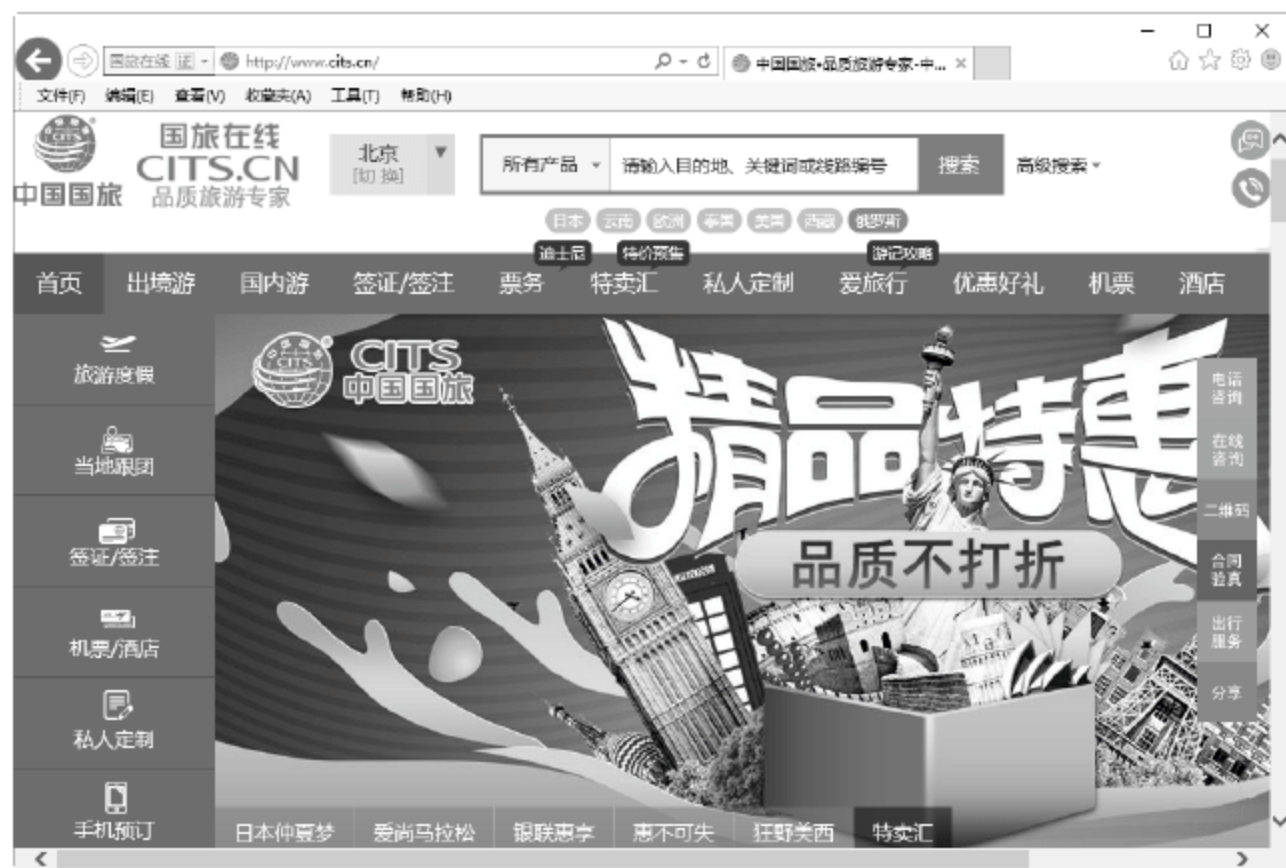 国旅在线 证 http://www.cits.cn/ 中国国旅•品质旅游专家-中... ×
文件(F) 编辑(E) 查看(V) 收藏夹(A) 工具(T) 帮助(H)
CITS
中国国旅
国旅在线
CITS.CN
品质旅游专家
北京
[切 换]
所有产品 请输入目的地、关键词或线路编号 搜索 高级搜索
日本 云南 欧洲 泰国 美国 西藏 俄罗斯
迪士尼 特价预售 游记攻略
首页 出境游 国内游 签证/签注 票务 特卖汇 私人定制 爱旅行 优惠好礼 机票 酒店
旅游度假
当地跟团
签证/签注
机票/酒店
私人定制
手机预订
CITS
CITS
中国国旅
精品特惠
品质不打折
电话
咨询
在线
咨询
二维码
合同
验真
出行
服务
分享
日本仲夏梦 爱尚马拉松 银联惠享 惠不可失 狂野美西 特卖汇